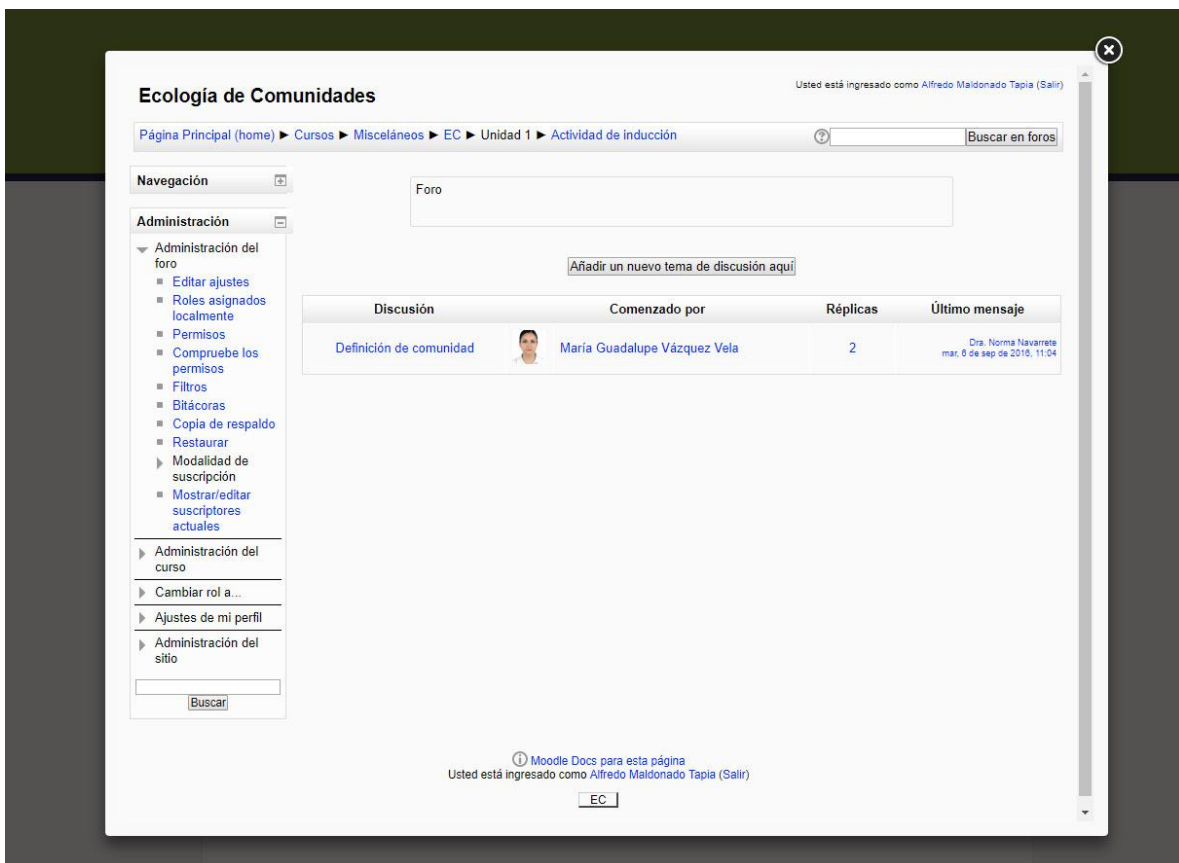 Usted está ingresado como Alfredo Maldonado Tapia (Salir)
Ecología de Comunidades
Página Principal (home) ► Cursos ► Misceláneos ► EC ► Unidad 1 ► Actividad de inducción
Buscar en foros
Navegación
Administración
Administración del
foro
Editar ajustes
Roles asignados
localmente
Permisos
Compruebe los
permisos
Filtros
Bitácoras
Copia de respaldo
Restaurar
Modalidad de
suscripción
Mostrar/editar
suscriptores
actuales
Administración del
curso
Cambiar rol a...
Ajustes de mi perfil
Administración del
sitio
Buscar
Foro
Añadir un nuevo tema de discusión aquí
Discusión Comenzado por Réplicas Último mensaje
Definición de comunidad María Guadalupe Vázquez Vela 2 Dra. Norma Navarrete
mar, 6 de sep de 2016, 11:04
Moodle Docs para esta página
Usted está ingresado como Alfredo Maldonado Tapia (Salir)
EC